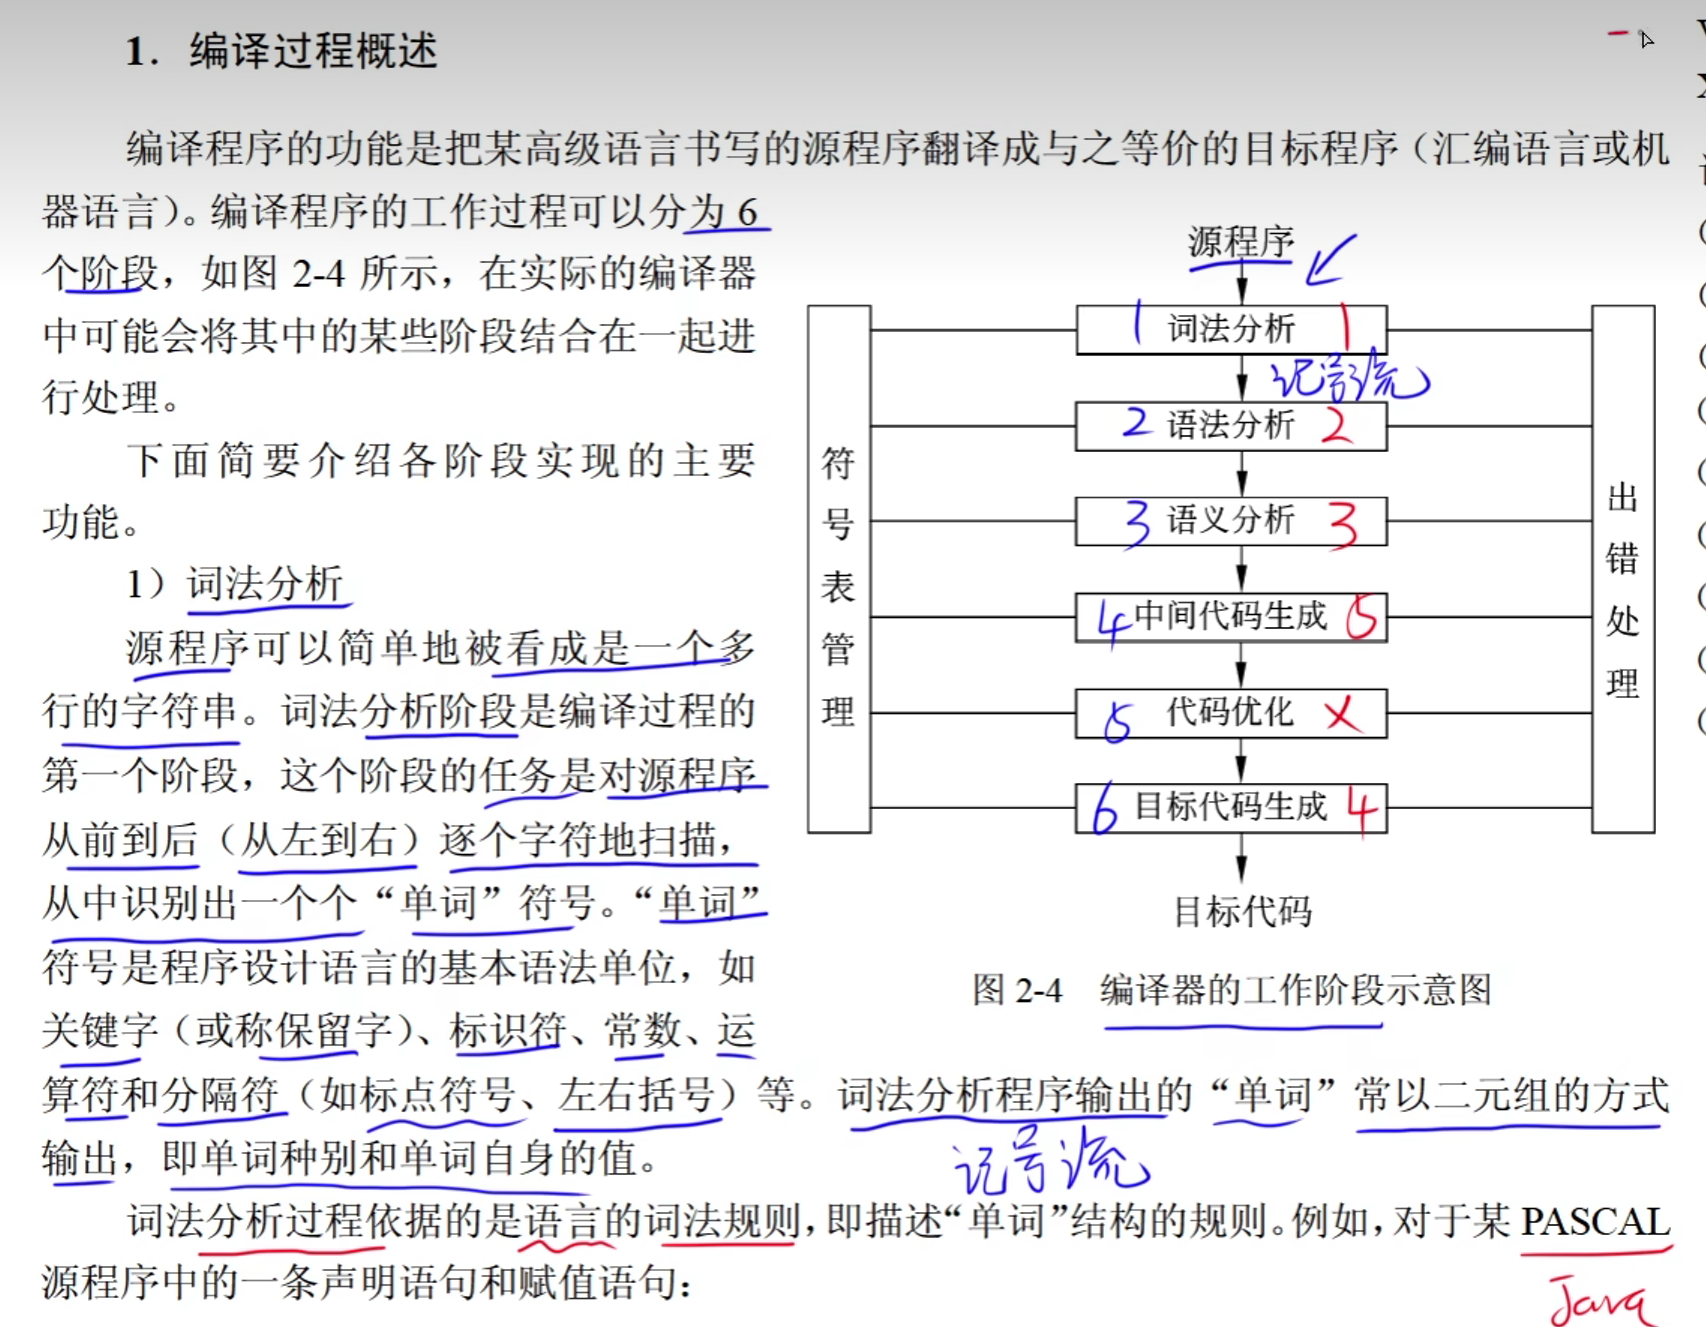 1. 编译过程概述
编译程序的功能是把某高级语言书写的源程序翻译成与之等价的目标程序（汇编语言或机
器语言）。编译程序的工作过程可以分为 6
个阶段，如图 2-4 所示，在实际的编译器
中可能会将其中的某些阶段结合在一起进
行处理。
下面简要介绍各阶段实现的主要
功能。
1）词法分析
源程序可以简单地被看成是一个多
行的字符串。词法分析阶段是编译过程的
第一个阶段，这个阶段的任务是对源程序
从前到后（从左到右）逐个字符地扫描，
从中识别出一个个“单词”符号。“单词”
符号是程序设计语言的基本语法单位，如
关键字（或称保留字）、标识符、常数、运
算符和分隔符（如标点符号、左右括号）等。词法分析程序输出的“单词”常以二元组的方式
输出，即单词种别和单词自身的值。
记号流
词法分析过程依据的是语言的词法规则，即描述“单词”结构的规则。例如，对于某 PASCAL
源程序中的一条声明语句和赋值语句：
Java
源程序
符号表管理
1 词法分析 1
记号流
2 语法分析 2
3 语义分析 3
4 中间代码生成 5
5 代码优化 X
6 目标代码生成 4
出错处理
目标代码
图 2-4 编译器的工作阶段示意图